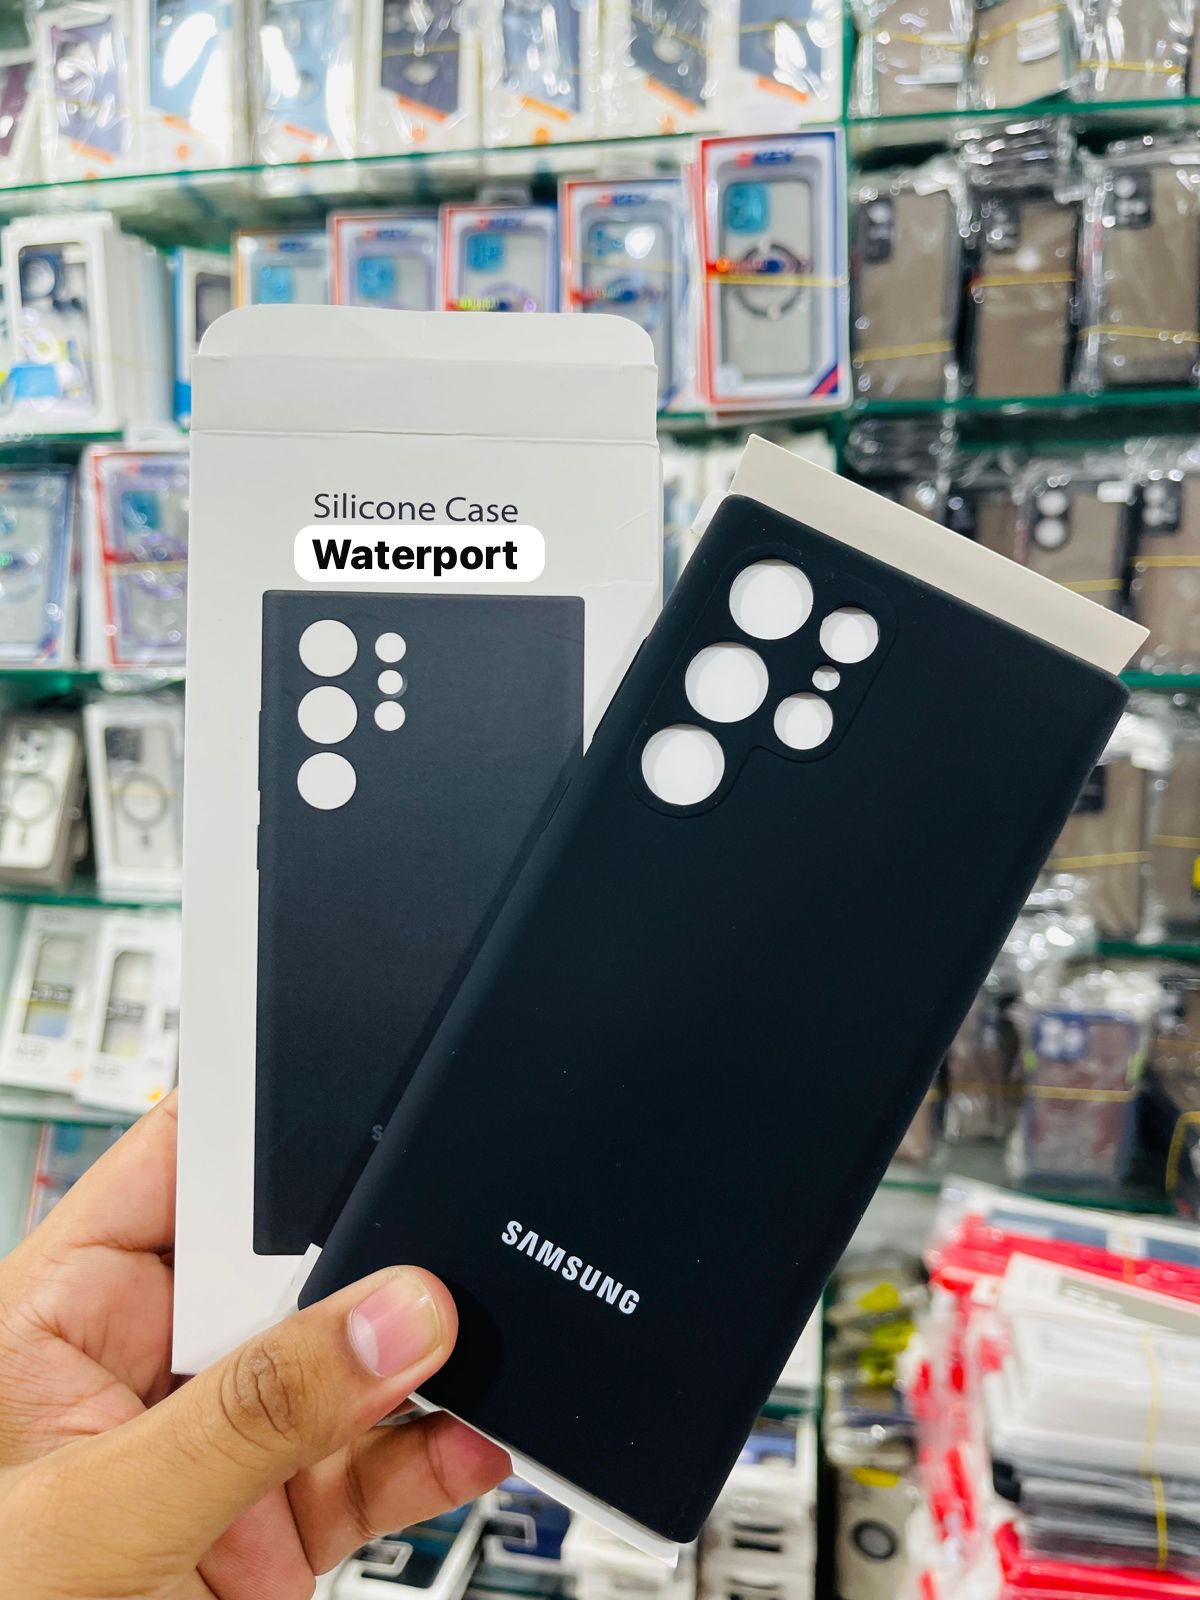 Silicone Case
Waterport
SAMSUNG